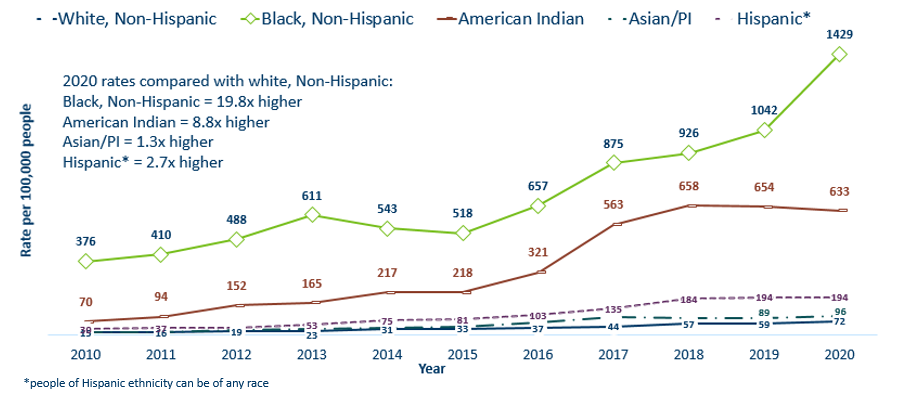 White, Non-Hispanic Black, Non-Hispanic American Indian Asian/PI Hispanic*
1429
2020 rates compared with white, Non-Hispanic:
Black, Non-Hispanic = 19.8x higher
American Indian = 8.8x higher
Asian/PI = 1.3x higher
Hispanic* = 2.7x higher
Rate per 100,000 people
376 410 488 611 543 518 657 875 926 1042
70 94 152 165 217 218 321 563 658 654 633
37 53 75 81 103 135 184 194 194
89 96
16 19 23 31 33 37 44 57 59 72
2010 2011 2012 2013 2014 2015 2016 2017 2018 2019 2020
Year
*people of Hispanic ethnicity can be of any race